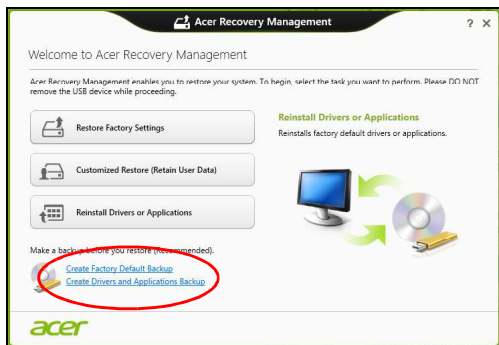 Acer Recovery Management
? X
Welcome to Acer Recovery Management
Acer Recovery Management enables you to restore your system. To begin, select the task you want to perform. Please DO NOT
remove the USB device while proceeding.
Restore Factory Settings
Customized Restore (Retain User Data)
Reinstall Drivers or Applications
Reinstall Drivers or Applications
Reinstalls factory default drivers or applications.
Make a backup before you restore (Recommended).
Create Factory Default Backup
Create Drivers and Applications Backup
acer